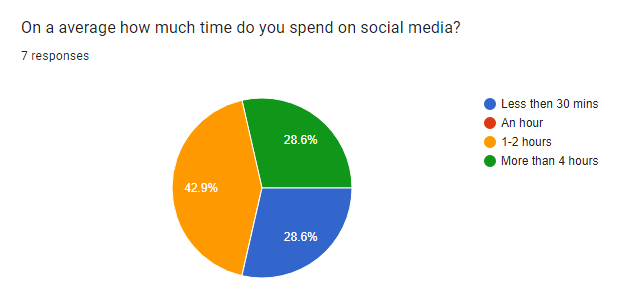 On a average how much time do you spend on social media?
7 responses
Less then 30 mins
An hour
1-2 hours
More than 4 hours
28.6%
42.9%
28.6%